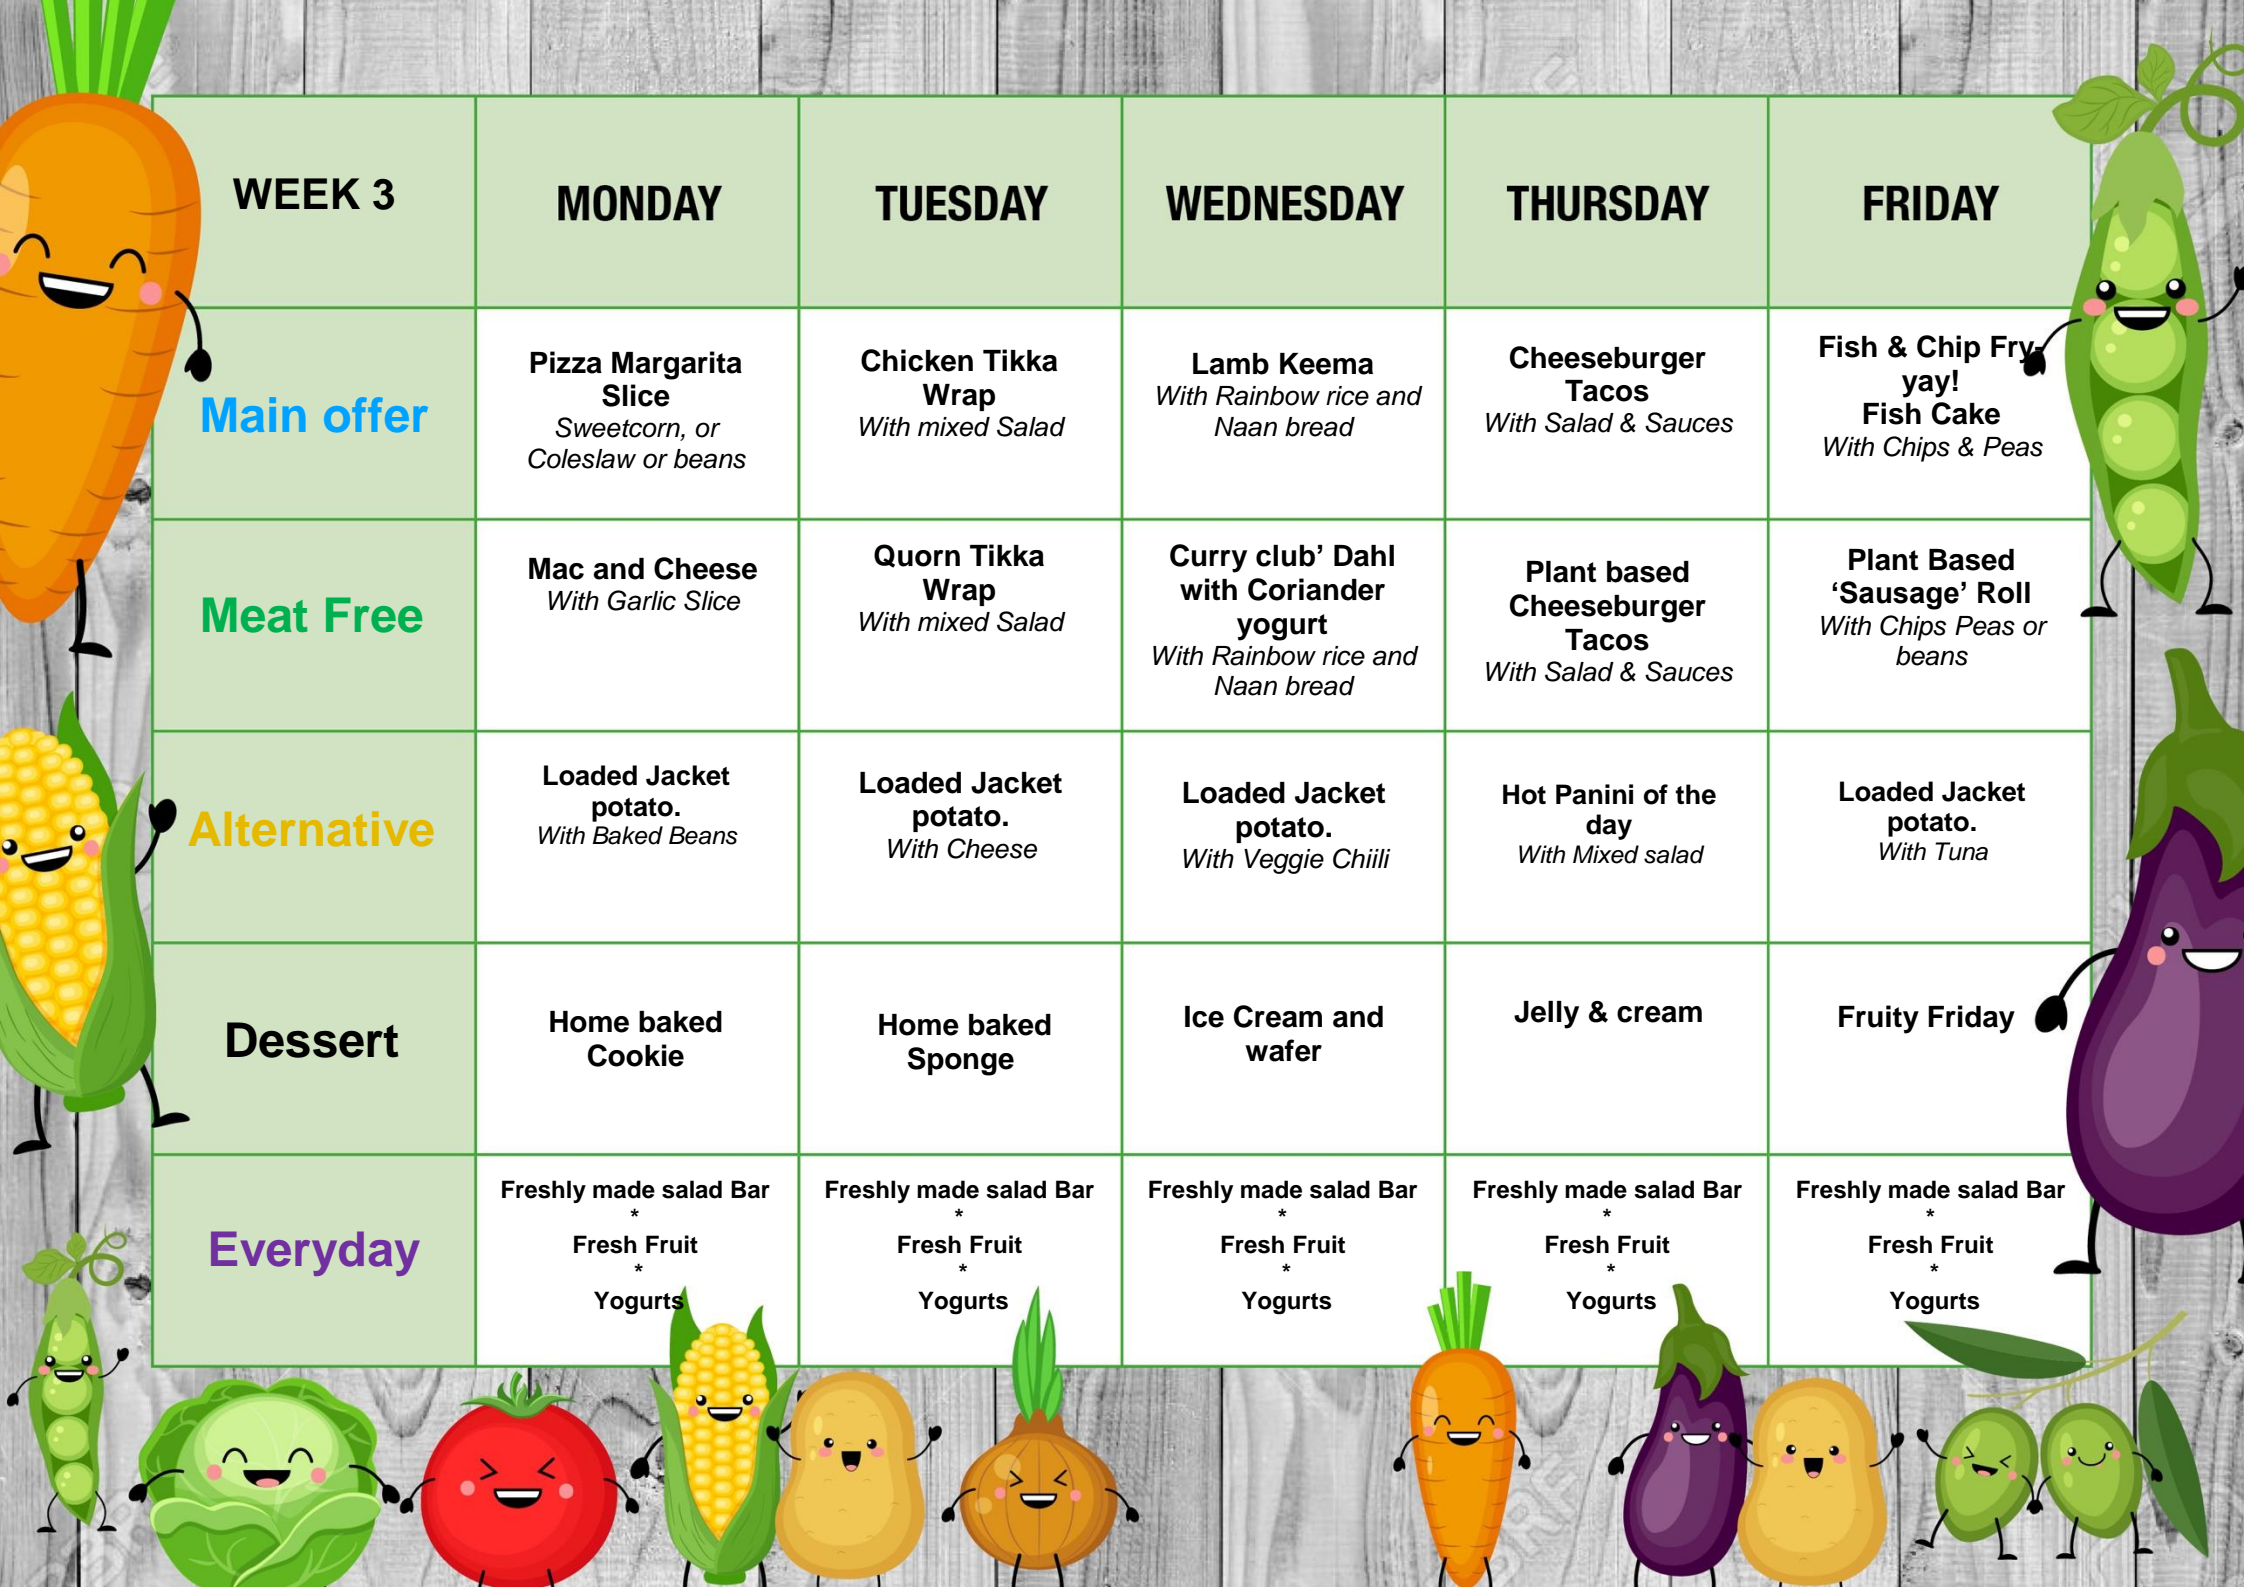 WEEK 3
MONDAY
TUESDAY
WEDNESDAY
THURSDAY
FRIDAY
Main offer
Pizza Margarita
Slice
Sweetcorn, or
Coleslaw or beans
Chicken Tikka
Wrap
With mixed Salad
Lamb Keema
With Rainbow rice and
Naan bread
Cheeseburger
Tacos
With Salad & Sauces
Fish & Chip Fry-
yay!
Fish Cake
With Chips & Peas
Meat Free
Mac and Cheese
With Garlic Slice
Quorn Tikka
Wrap
With mixed Salad
Curry club’ Dahl
with Coriander
yogurt
With Rainbow rice and
Naan bread
Plant based
Cheeseburger
Tacos
With Salad & Sauces
Plant Based
‘Sausage’ Roll
With Chips Peas or
beans
Alternative
Loaded Jacket
potato.
With Baked Beans
Loaded Jacket
potato.
With Cheese
Loaded Jacket
potato.
With Veggie Chiili
Hot Panini of the
day
With Mixed salad
Loaded Jacket
potato.
With Tuna
Dessert
Home baked
Cookie
Home baked
Sponge
Ice Cream and
wafer
Jelly & cream
Fruity Friday
Everyday
Freshly made salad Bar
*
Fresh Fruit
*
Yogurts
Freshly made salad Bar
*
Fresh Fruit
*
Yogurts
Freshly made salad Bar
*
Fresh Fruit
*
Yogurts
Freshly made salad Bar
*
Fresh Fruit
*
Yogurts
Freshly made salad Bar
*
Fresh Fruit
*
Yogurts